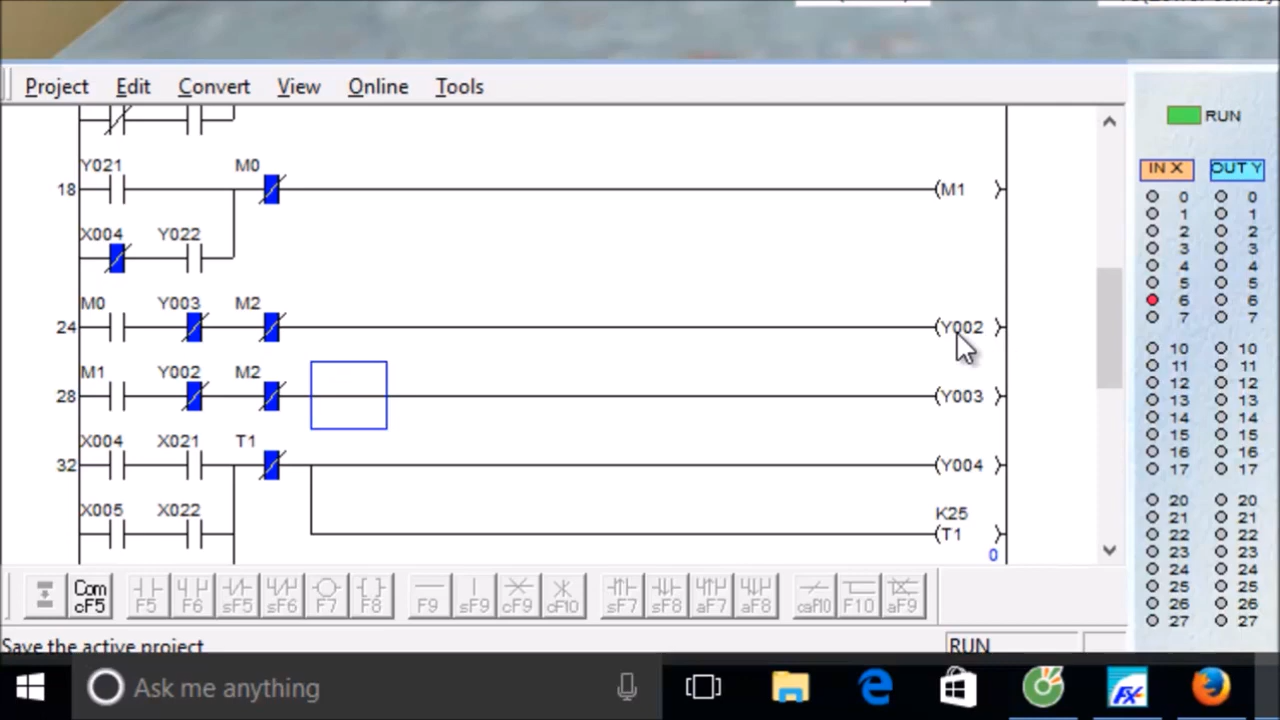 Project Edit Convert View Online Tools
RUN
IN X OUT Y
Y021 M0
18 (M1 )
X004 Y022
M0 Y003 M2
24 (Y002 )
M1 Y002 M2
28 (Y003 )
X004 X021 T1
32 (Y004 )
X005 X022 K25
(T1 )
0
0 0
1 1
2 2
3 3
4 4
5 5
6 6
7 7
10 10
11 11
12 12
13 13
14 14
15 15
16 16
17 17
20 20
21 21
22 22
23 23
24 24
25 25
26 26
27 27
Com
cF5 F5 F6 sF5 sF6 F7 F8 F9 sF9 cF9 cF10 sF7 sF8 aF7 aF8 caF10 F10 aF9
Save the active project RUN
Ask me anything
FX